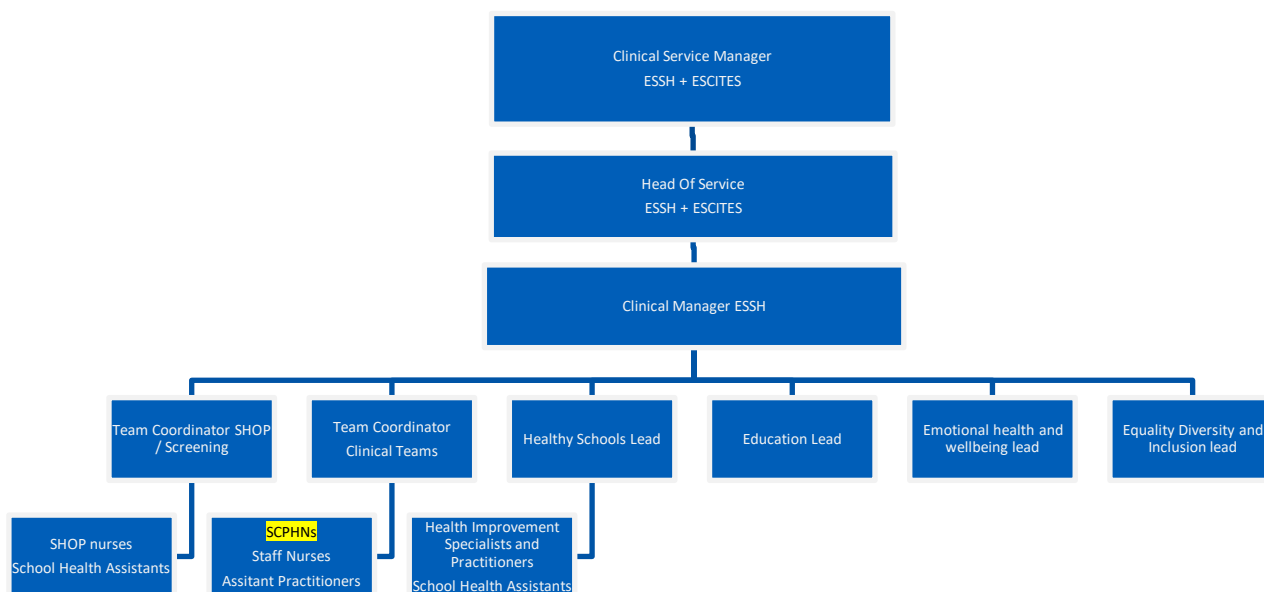 Clinical Service Manager
ESSH + ESCITES
Head Of Service
ESSH + ESCITES
Clinical Manager ESSH
Team Coordinator SHOP
/ Screening
Team Coordinator
Clinical Teams
Healthy Schools Lead
Education Lead
Emotional health and
wellbeing lead
Equality Diversity and
Inclusion lead
SHOP nurses
School Health Assistants
SCPHNs
Staff Nurses
Assitant Practitioners
Health Improvement
Specialists and
Practitioners
School Health Assistants